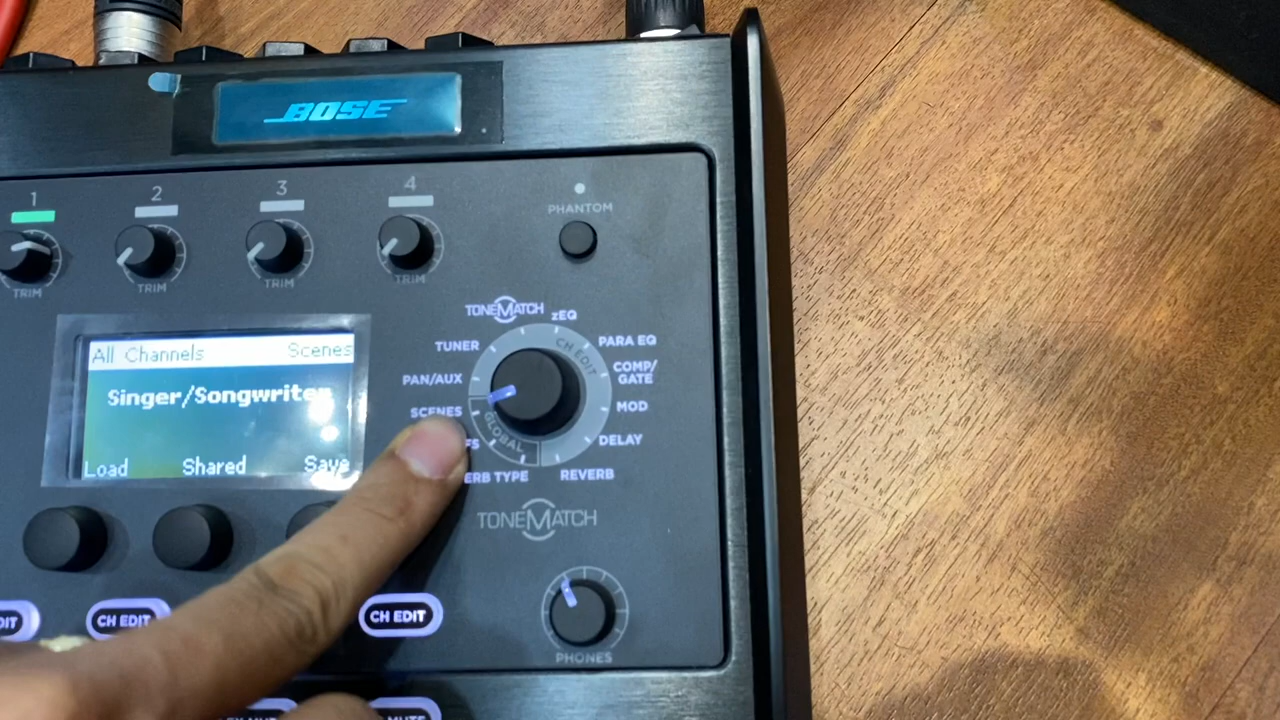 BOSE
1
2
3
4
PHANTOM
TRIM
TRIM
TRIM
TRIM
TONEMATCH
zEQ
TUNER
PARA EQ
CH EDIT
PAN/AUX
COMP/
GATE
SCENES
MOD
GLOBAL
DELAY
REVERB
TYPE
All Channels Scenes
Singer/Songwriter
Load Shared Save
TONEMATCH
CH EDIT
CH EDIT
PHONES
MUTE